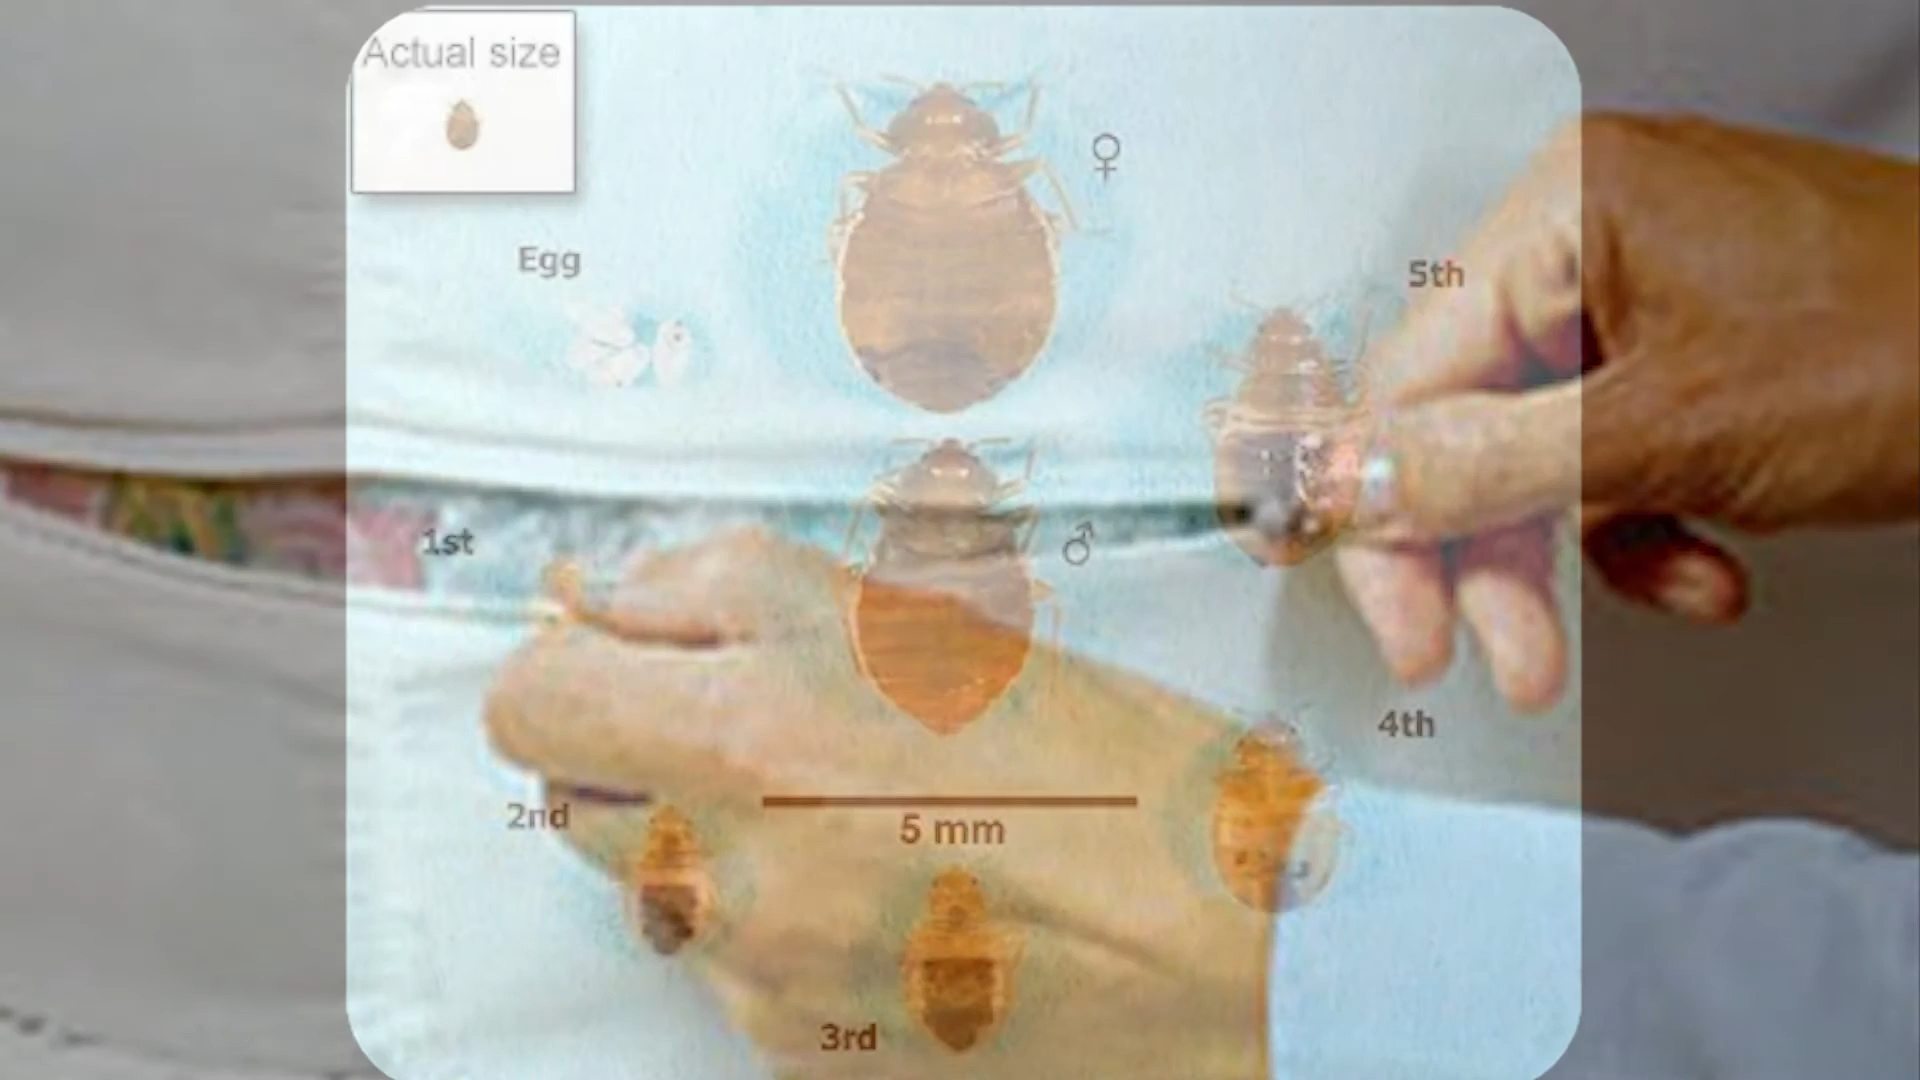 Actual size
♀
Egg
5th
1st
♂
4th
2nd
5 mm
3rd